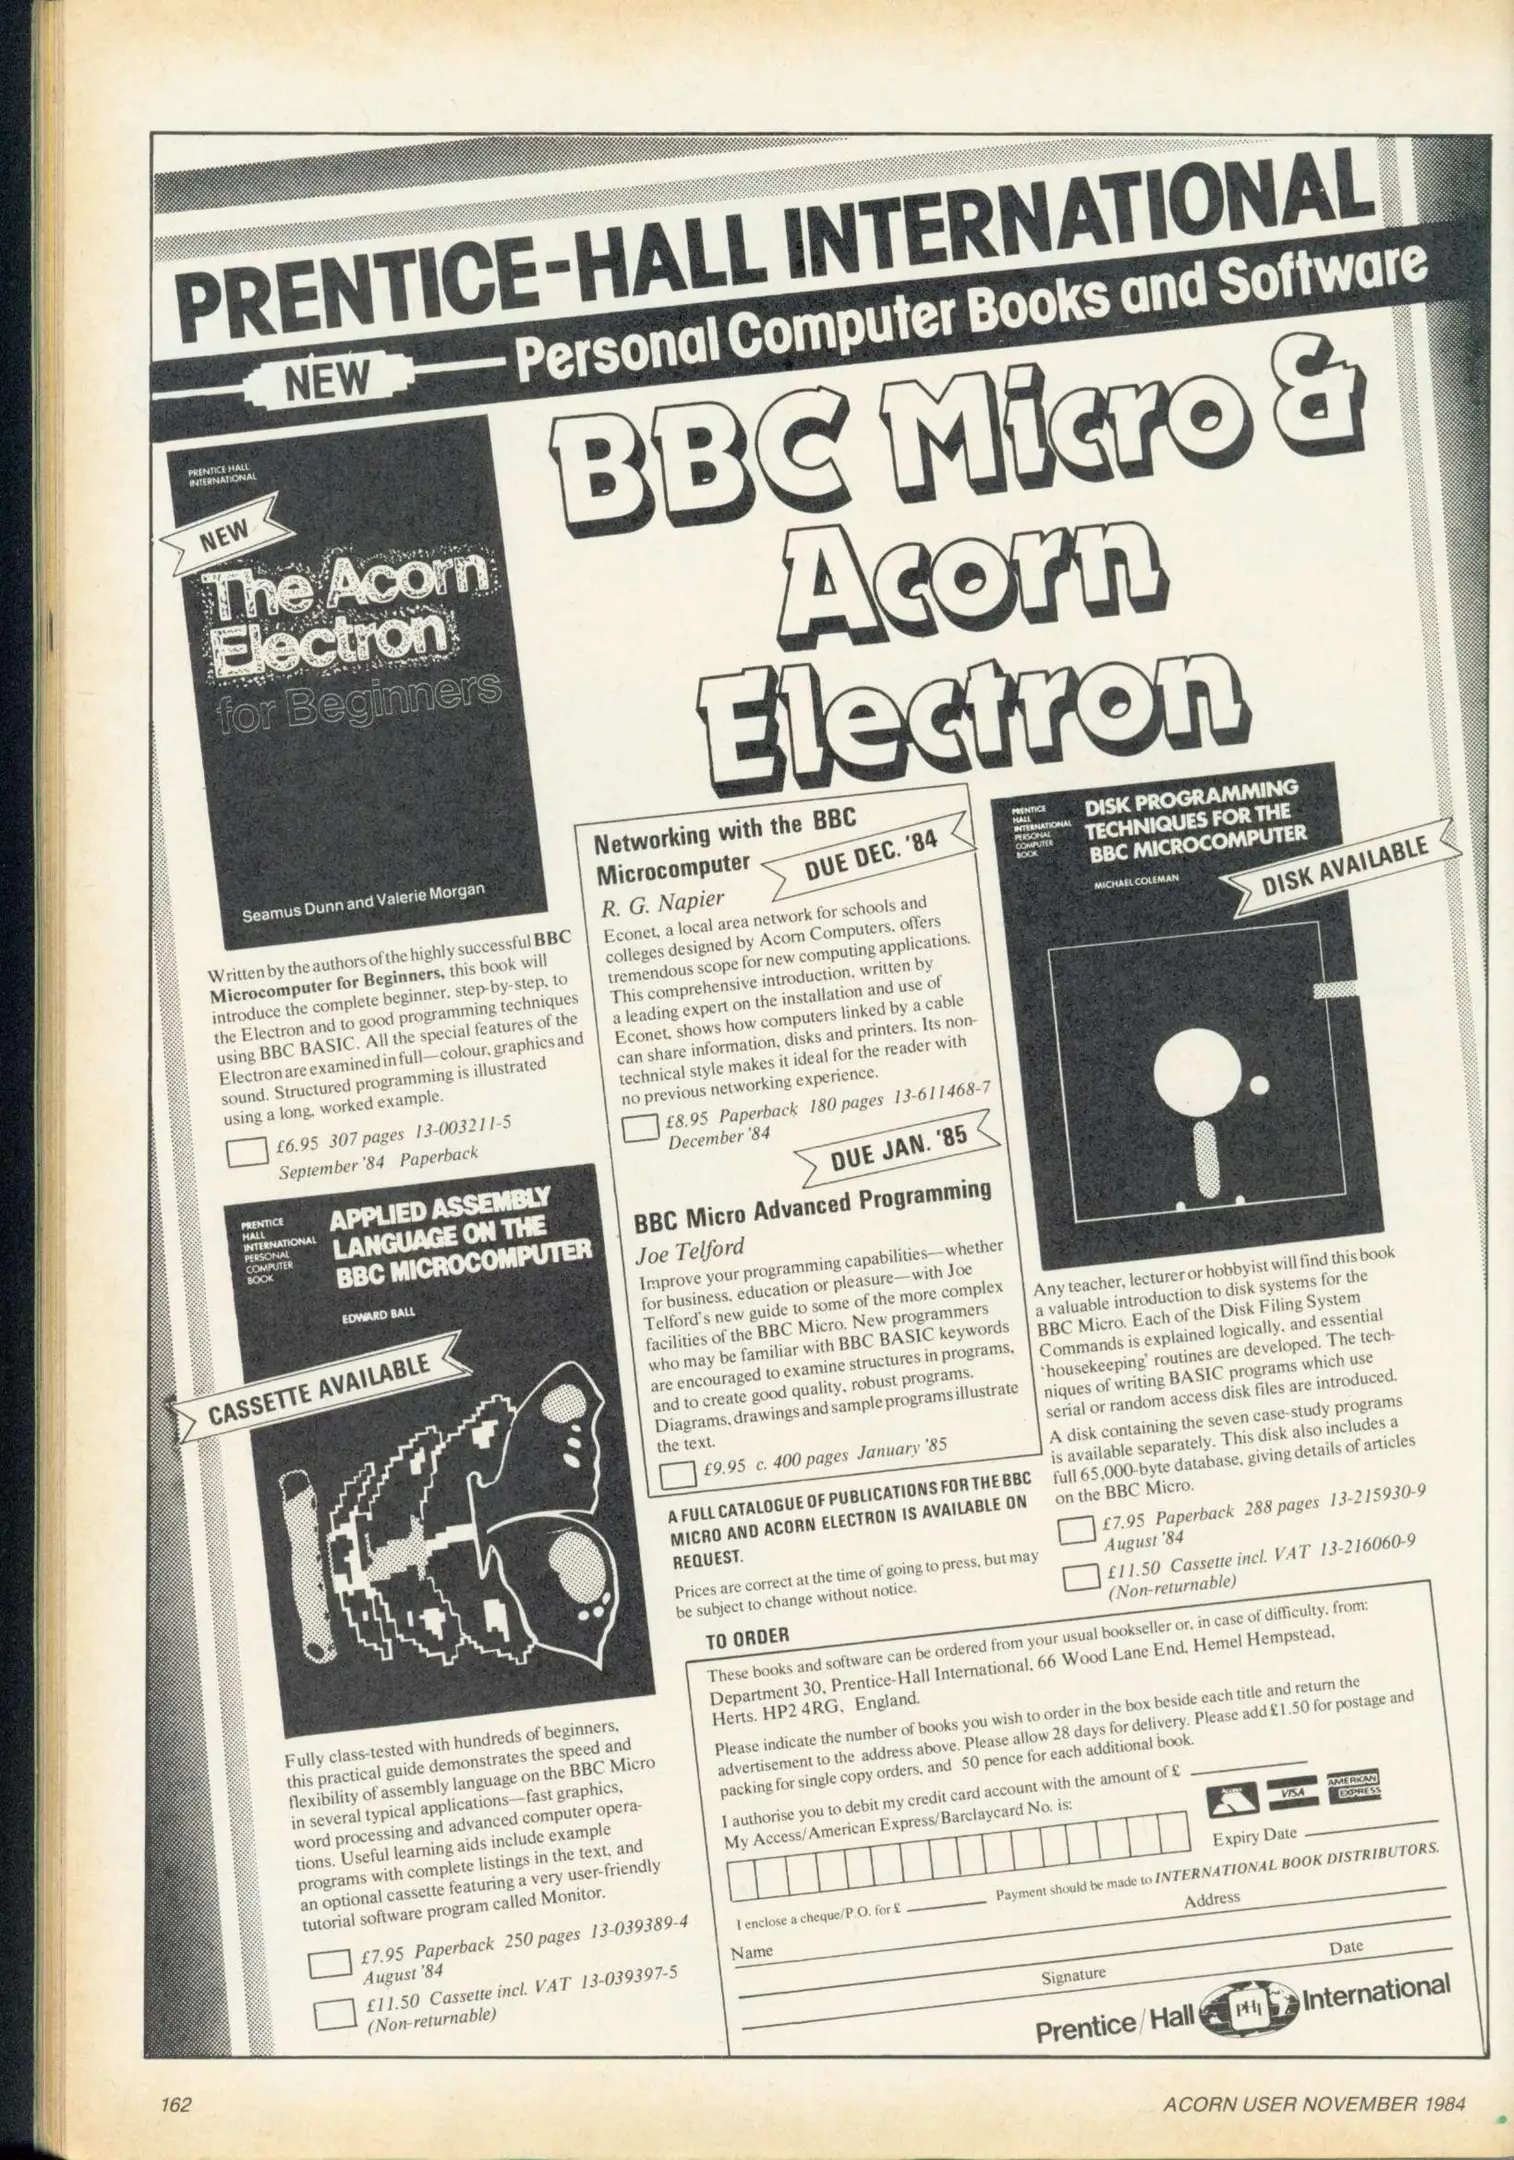 PRENTICE-HALL INTERNATIONAL
Personal Computer Books and Software
NEW
BBC Micro &
Acorn
Electron
PRENTICE HALL
INTERNATIONAL
NEW
The Acorn
Electron
for Beginners
Seamus Dunn and Valerie Morgan
Written by the authors of the highly successful BBC
Microcomputer for Beginners, this book will
introduce the complete beginner, step-by-step, to
the Electron and to good programming techniques
using BBC BASIC. All the special features of the
Electron are examined in full—colour, graphics and
sound. Structured programming is illustrated
using a long, worked example.
£6.95 307 pages 13-003211-5
September '84 Paperback
PRENTICE
HALL
INTERNATIONAL
PERSONAL
COMPUTER
BOOK
APPLIED ASSEMBLY
LANGUAGE ON THE
BBC MICROCOMPUTER
EDWARD BALL
CASSETTE AVAILABLE
Fully class-tested with hundreds of beginners,
this practical guide demonstrates the speed and
flexibility of assembly language on the BBC Micro
in several typical applications—fast graphics,
word processing and advanced computer opera-
tions. Useful learning aids include example
programs with complete listings in the text, and
an optional cassette featuring a very user-friendly
tutorial software program called Monitor.
£7.95 Paperback 250 pages 13-039389-4
August '84
£11.50 Cassette incl. VAT 13-039397-5
(Non-returnable)
Networking with the BBC
Microcomputer
DUE DEC. '84
R. G. Napier
Econet, a local area network for schools and
colleges designed by Acorn Computers, offers
tremendous scope for new computing applications.
This comprehensive introduction, written by
a leading expert on the installation and use of
Econet, shows how computers linked by a cable
can share information, disks and printers. Its non-
technical style makes it ideal for the reader with
no previous networking experience.
£8.95 Paperback 180 pages 13-611468-7
December '84
DUE JAN. '85
BBC Micro Advanced Programming
Joe Telford
Improve your programming capabilities—whether
for business, education or pleasure—with Joe
Telford's new guide to some of the more complex
facilities of the BBC Micro. New programmers
who may be familiar with BBC BASIC keywords
are encouraged to examine structures in programs,
and to create good quality, robust programs.
Diagrams, drawings and sample programs illustrate
the text.
£9.95 c. 400 pages January '85
A FULL CATALOGUE OF PUBLICATIONS FOR THE BBC
MICRO AND ACORN ELECTRON IS AVAILABLE ON
REQUEST.
Prices are correct at the time of going to press, but may
be subject to change without notice.
PRENTICE
HALL
INTERNATIONAL
PERSONAL
COMPUTER
BOOK
DISK PROGRAMMING
TECHNIQUES FOR THE
BBC MICROCOMPUTER
MICHAEL COLEMAN
DISK AVAILABLE
Any teacher, lecturer or hobbyist will find this book
a valuable introduction to disk systems for the
BBC Micro. Each of the Disk Filing System
Commands is explained logically, and essential
'housekeeping' routines are developed. The tech-
niques of writing BASIC programs which use
serial or random access disk files are introduced.
A disk containing the seven case-study programs
is available separately. This disk also includes a
full 65,000-byte database, giving details of articles
on the BBC Micro.
£7.95 Paperback 288 pages 13-215930-9
August '84
£11.50 Cassette incl. VAT 13-216060-9
(Non-returnable)
TO ORDER
These books and software can be ordered from your usual bookseller or, in case of difficulty, from:
Department 30, Prentice-Hall International, 66 Wood Lane End, Hemel Hempstead,
Herts. HP2 4RG, England.
Please indicate the number of books you wish to order in the box beside each title and return the
advertisement to the address above. Please allow 28 days for delivery. Please add £1.50 for postage and
packing for single copy orders, and 50 pence for each additional book.
I authorise you to debit my credit card account with the amount of £
My Access/American Express/Barclaycard No. is:
Access
VISA
AMERICAN
EXPRESS
Expiry Date
I enclose a cheque/P.O. for £
Payment should be made to INTERNATIONAL BOOK DISTRIBUTORS.
Name
Address
Signature
Date
Prentice/Hall PHI International
162
ACORN USER NOVEMBER 1984